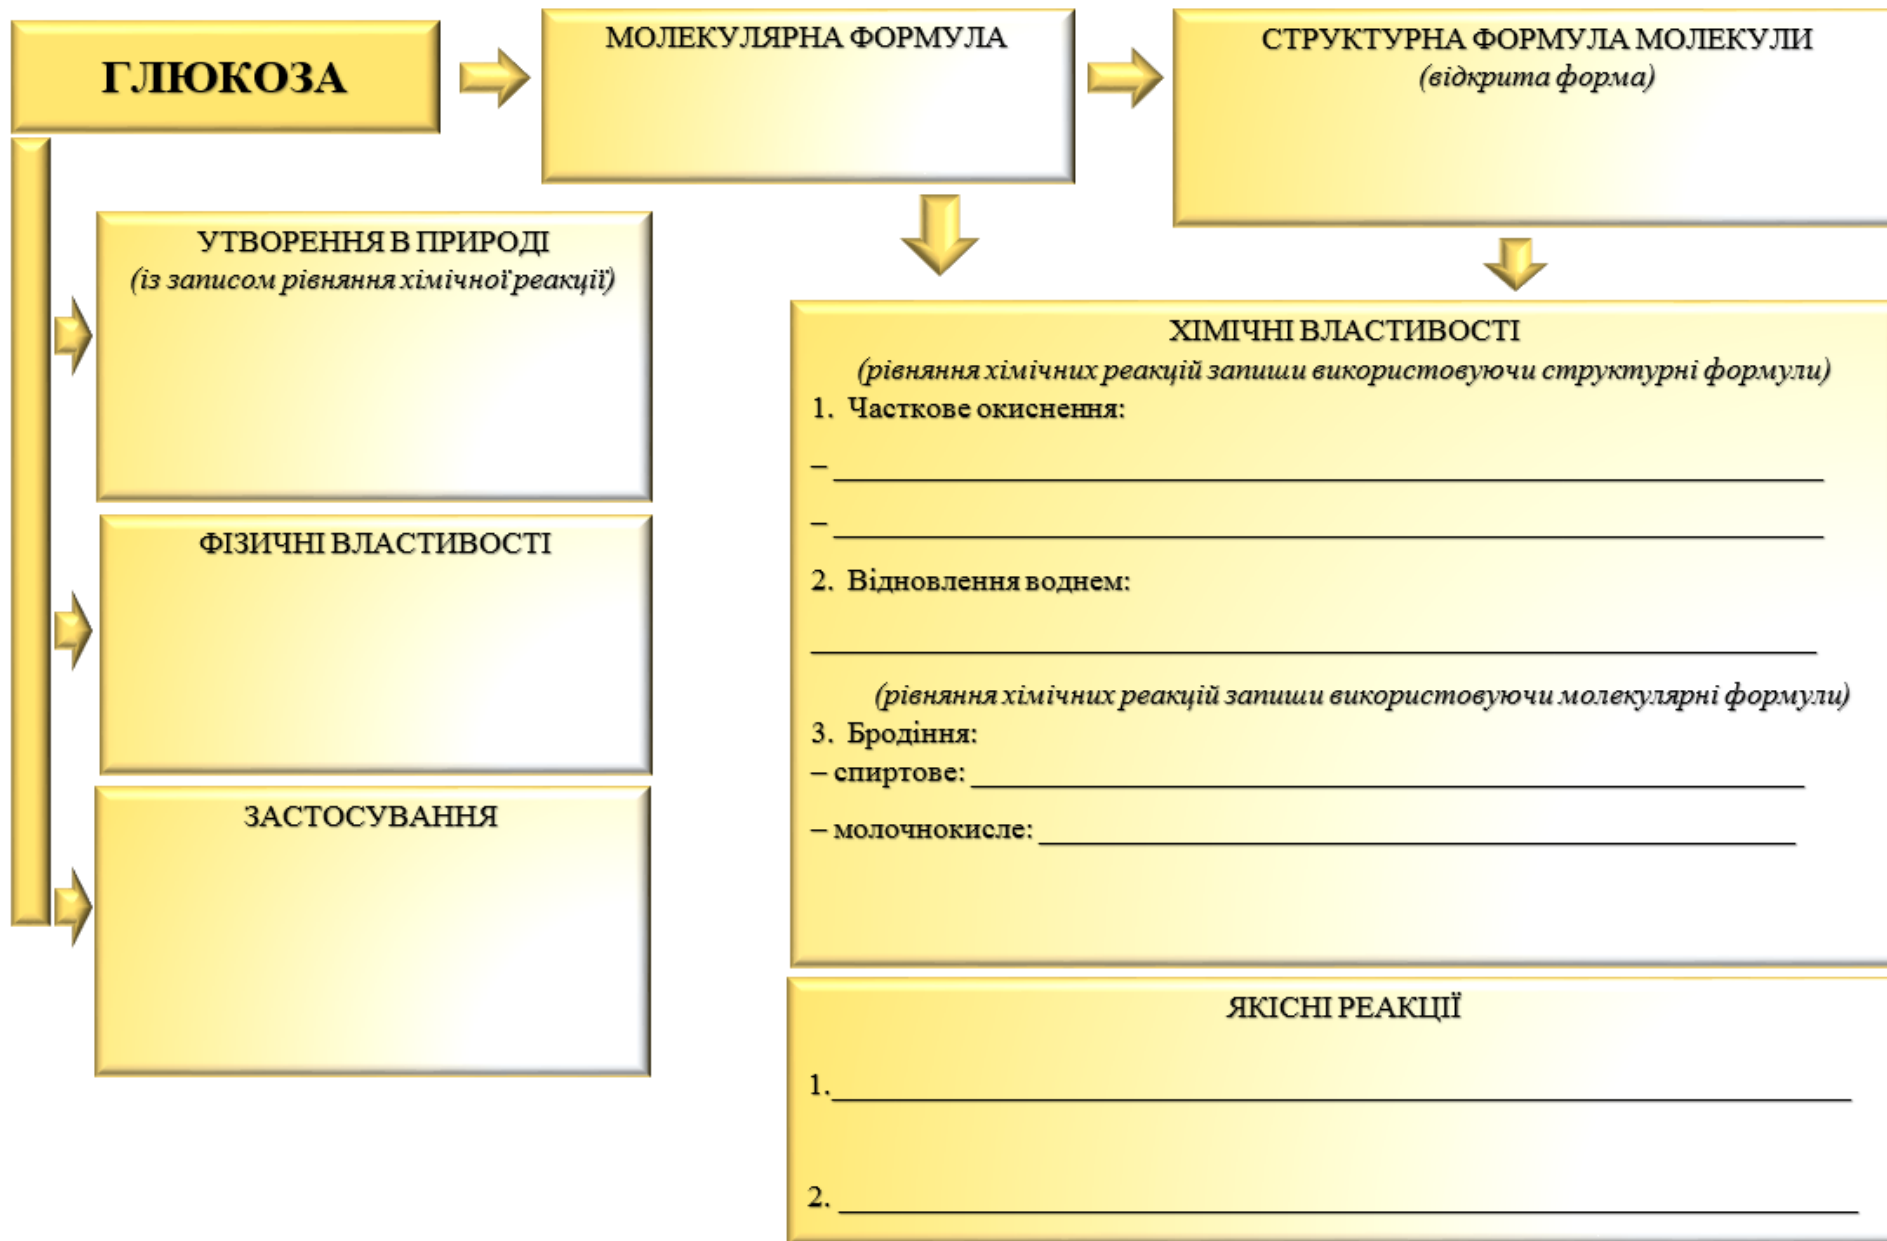 ГЛЮКОЗА
МОЛЕКУЛЯРНА ФОРМУЛА
СТРУКТУРНА ФОРМУЛА МОЛЕКУЛИ
(відкрита форма)
УТВОРЕННЯ В ПРИРОДІ
(із записом рівняння хімічної реакції)
ФІЗИЧНІ ВЛАСТИВОСТІ
ЗАСТОСУВАННЯ
ХІМІЧНІ ВЛАСТИВОСТІ
(рівняння хімічних реакцій запиши використовуючи структурні формули)
1. Часткове окиснення:
– 
– 
2. Відновлення воднем:
(рівняння хімічних реакцій запиши використовуючи молекулярні формули)
3. Бродіння:
– спиртове:
– молочнокисле:
ЯКІСНІ РЕАКЦІЇ
1.
2.